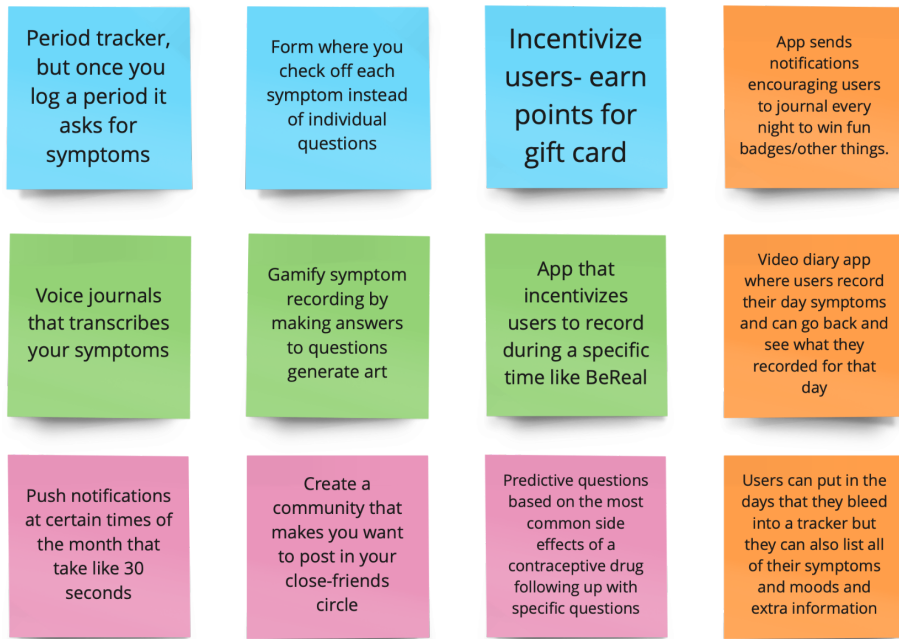 Period tracker,
but once you
log a period it
asks for
symptoms
Form where you
check off each
symptom instead
of individual
questions
Incentivize
users- earn
points for
gift card
App sends
notifications
encouraging users
to journal every
night to win fun
badges/other things.
Voice journals
that transcribes
your symptoms
Gamify symptom
recording by
making answers
to questions
generate art
App that
incentivizes
users to record
during a specific
time like BeReal
Video diary app
where users record
their day symptoms
and can go back and
see what they
recorded for that
day
Push notifications
at certain times of
the month that
take like 30
seconds
Create a
community that
makes you want
to post in your
close-friends
circle
Predictive questions
based on the most
common side
effects of a
contraceptive drug
following up with
specific questions
Users can put in the
days that they bleed
into a tracker but
they can also list all
of their symptoms
and moods and
extra information